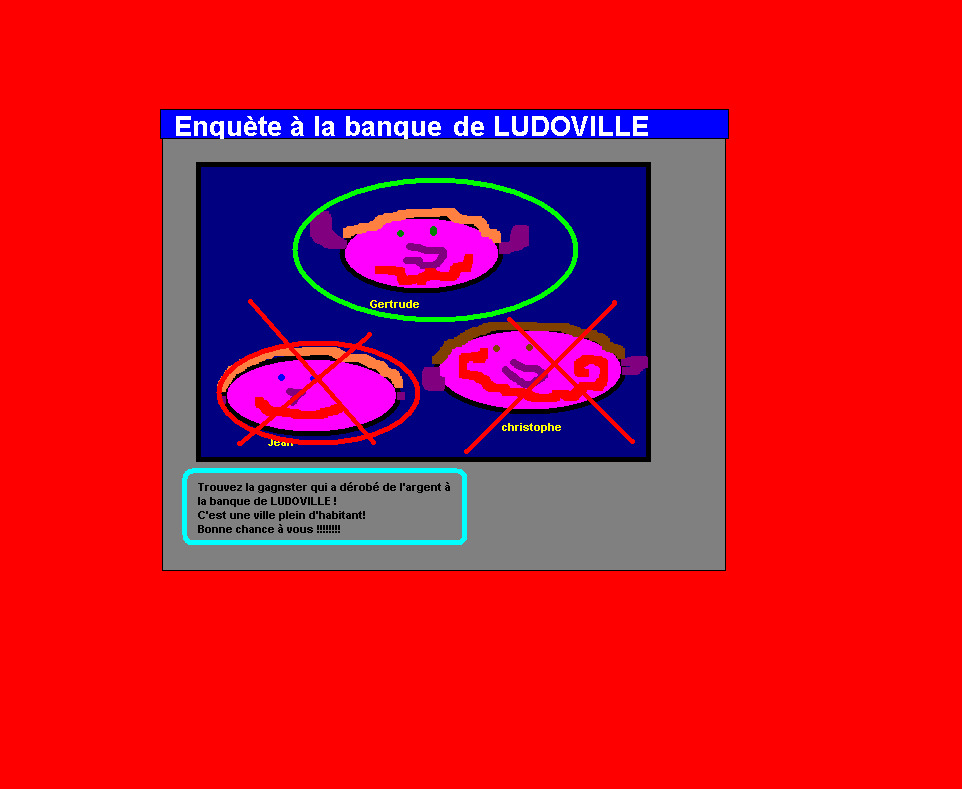 Enquète à la banque de LUDOVILLE
Gertrude
Jean
christophe
Trouvez la gagnster qui a dérobé de l'argent à
la banque de LUDOVILLE !
C'est une ville plein d'habitant!
Bonne chance à vous !!!!!!!!